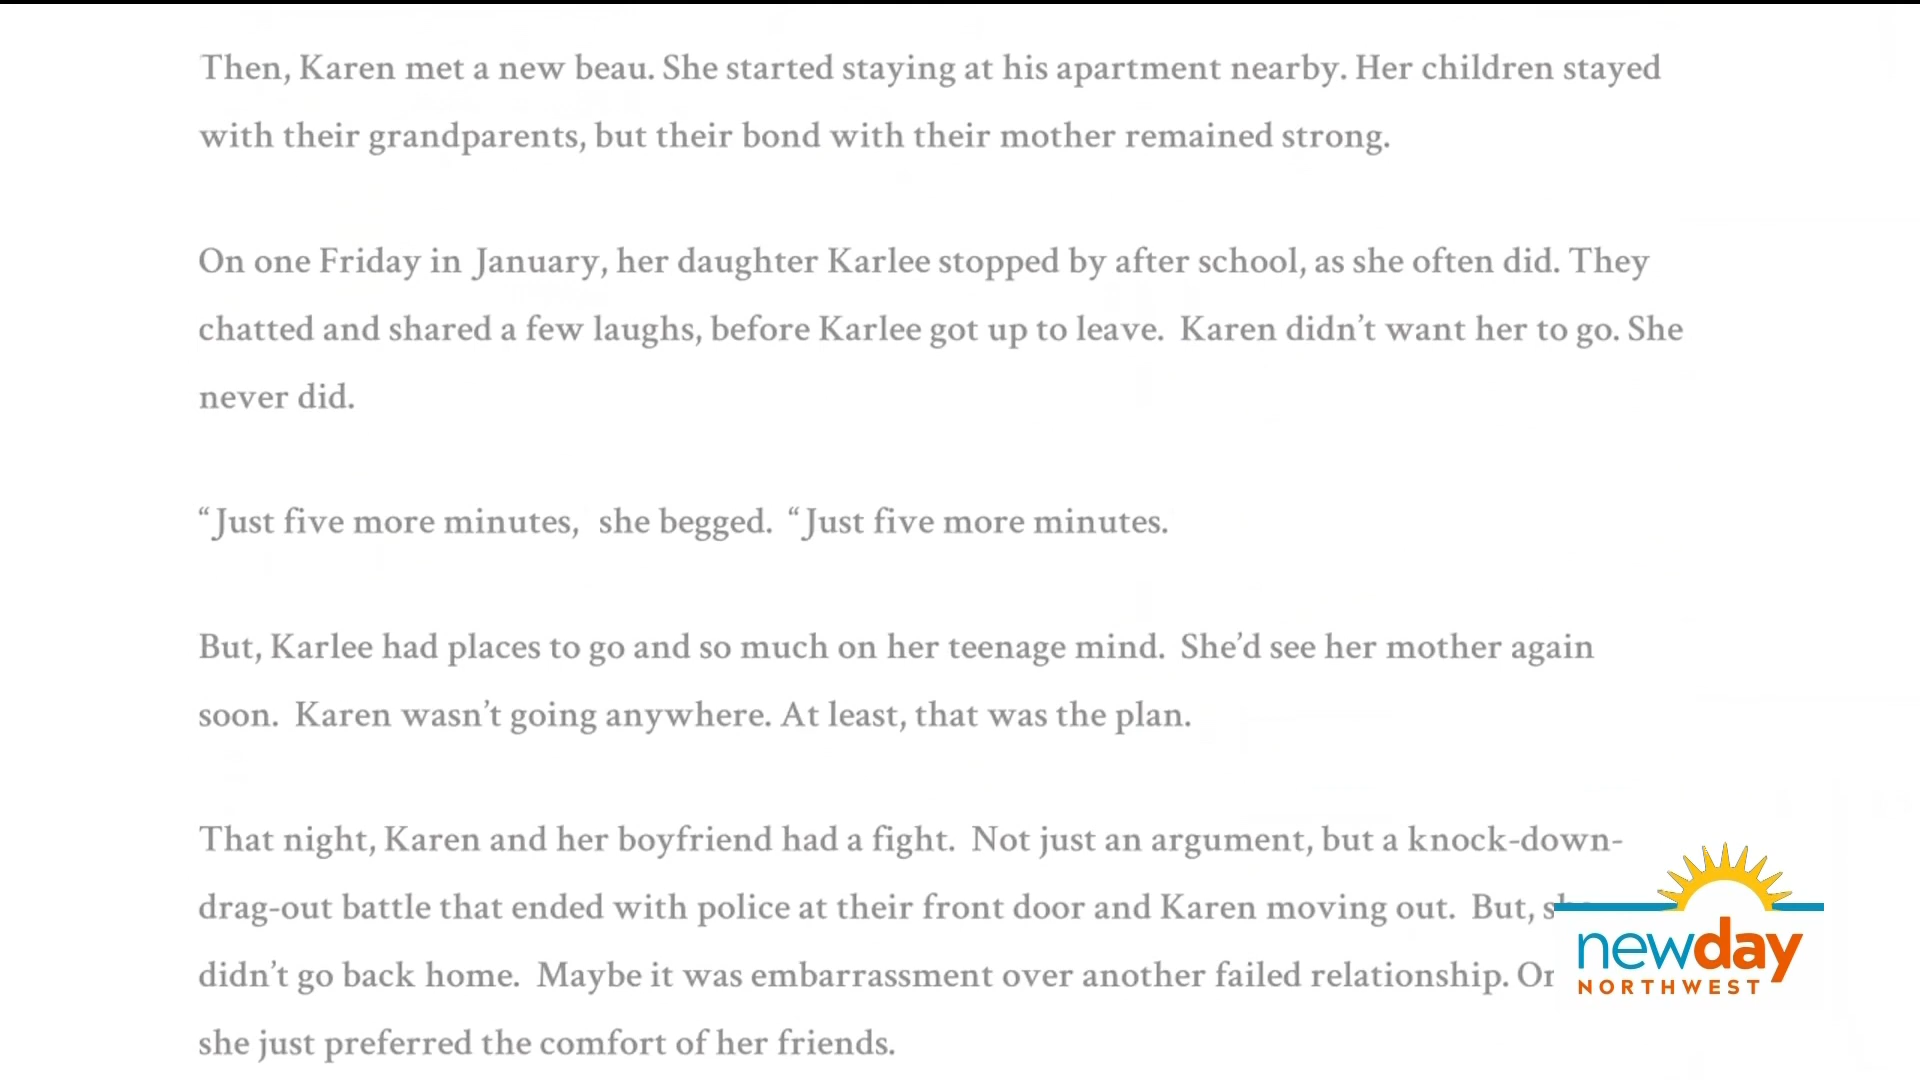 Then, Karen met a new beau. She started staying at his apartment nearby. Her children stayed
with their grandparents, but their bond with their mother remained strong.
On one Friday in January, her daughter Karlee stopped by after school, as she often did. They
chatted and shared a few laughs, before Karlee got up to leave.  Karen didn’t want her to go. She
never did.
“Just five more minutes,  she begged. “Just five more minutes.
But, Karlee had places to go and so much on her teenage mind.  She’d see her mother again
soon.  Karen wasn’t going anywhere. At least, that was the plan.
That night, Karen and her boyfriend had a fight.  Not just an argument, but a knock-down-
drag-out battle that ended with police at their front door and Karen moving out.  But,
didn’t go back home.  Maybe it was embarrassment over another failed relationship. Or
she just preferred the comfort of her friends.
newday
NORTHWEST